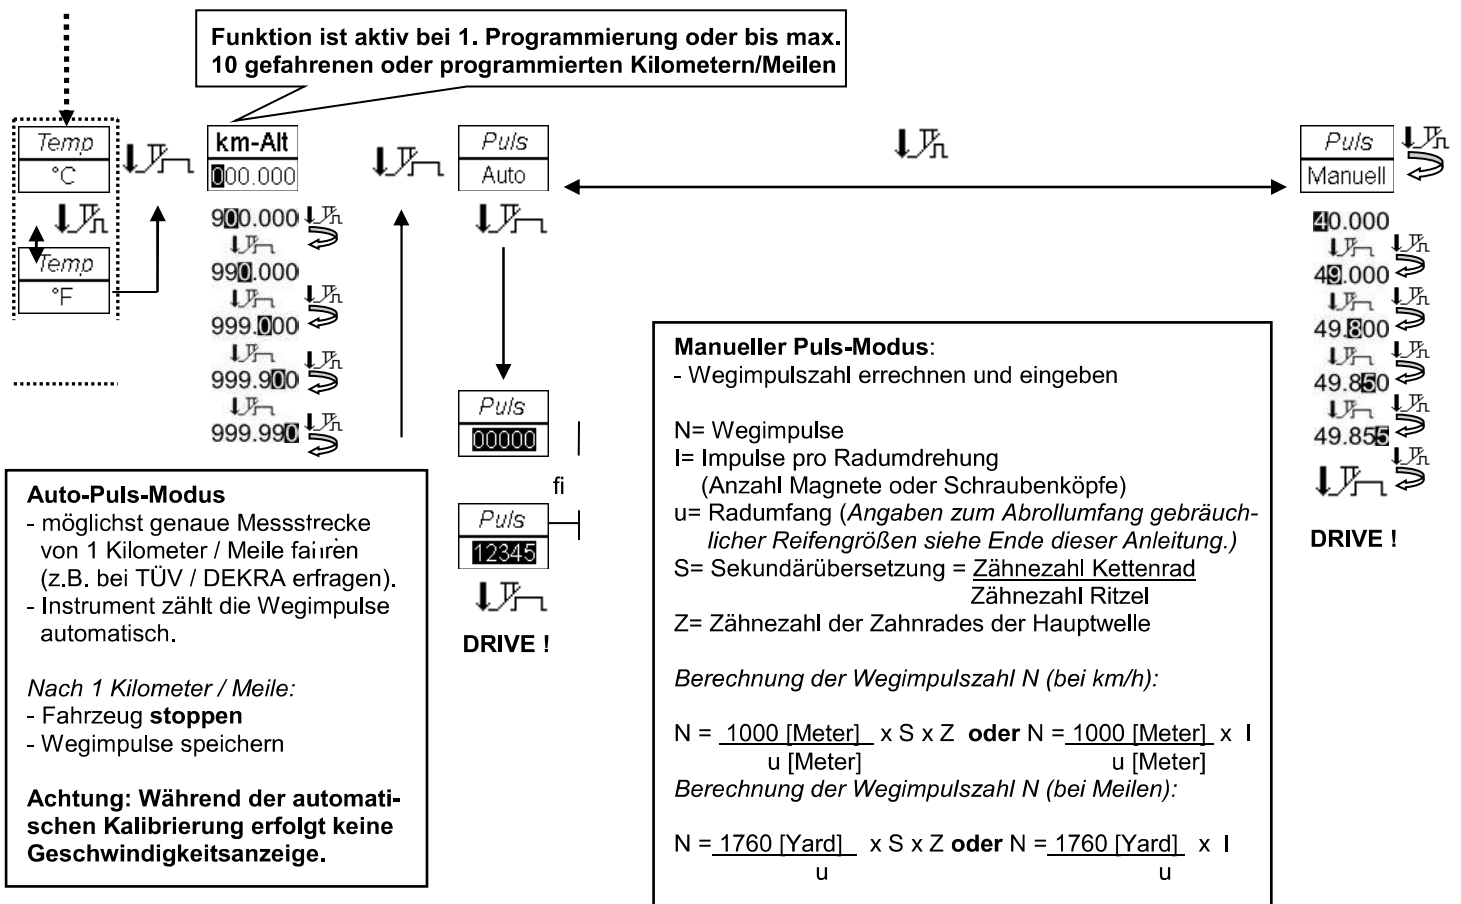 Funktion ist aktiv bei 1. Programmierung oder bis max.
10 gefahrenen oder programmierten Kilometern/Meilen
Temp
°C
Temp
°F
km-Alt
000.000
900.000
990.000
999.000
999.900
999.990
Puls
Auto
Puls
00000
fi
Puls
12345
DRIVE !
Puls
Manuell
40.000
49.000
49.800
49.850
49.855
DRIVE !
Auto-Puls-Modus
- möglichst genaue Messstrecke
von 1 Kilometer / Meile fahren
(z.B. bei TÜV / DEKRA erfragen).
- Instrument zählt die Wegimpulse
automatisch.
Nach 1 Kilometer / Meile:
- Fahrzeug stoppen
- Wegimpulse speichern
Achtung: Während der automati-
schen Kalibrierung erfolgt keine
Geschwindigkeitsanzeige.
Manueller Puls-Modus:
- Wegimpulszahl errechnen und eingeben
N= Wegimpulse
I= Impulse pro Radumdrehung
(Anzahl Magnete oder Schraubenköpfe)
u= Radumfang (Angaben zum Abrollumfang gebräuch-
licher Reifengrößen siehe Ende dieser Anleitung.)
S= Sekundärübersetzung = Zähnezahl Kettenrad
Zähnezahl Ritzel
Z= Zähnezahl der Zahnrades der Hauptwelle
Berechnung der Wegimpulszahl N (bei km/h):
N = 1000 [Meter] x S x Z oder N = 1000 [Meter] x I
u [Meter] u [Meter]
Berechnung der Wegimpulszahl N (bei Meilen):
N = 1760 [Yard] x S x Z oder N = 1760 [Yard] x I
u u